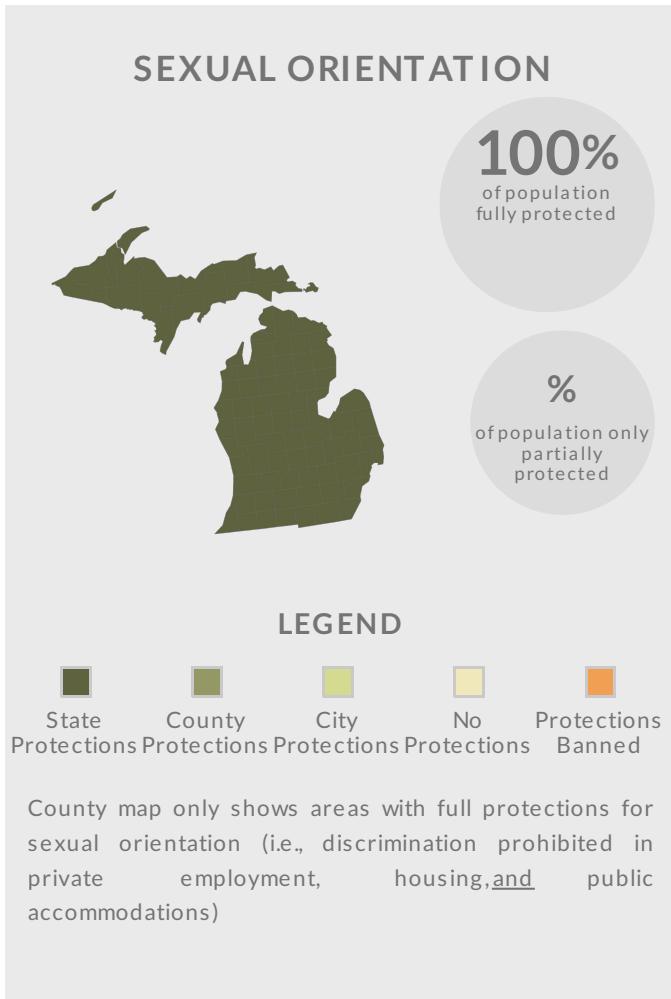 SEXUAL ORIENTATION
100%
of population
fully protected
%
of population only
partially
protected
LEGEND
State
Protections
County
Protections
City
Protections
No
Protections
Protections
Banned
County map only shows areas with full protections for
sexual orientation (i.e., discrimination prohibited in
private employment, housing, and public
accommodations)